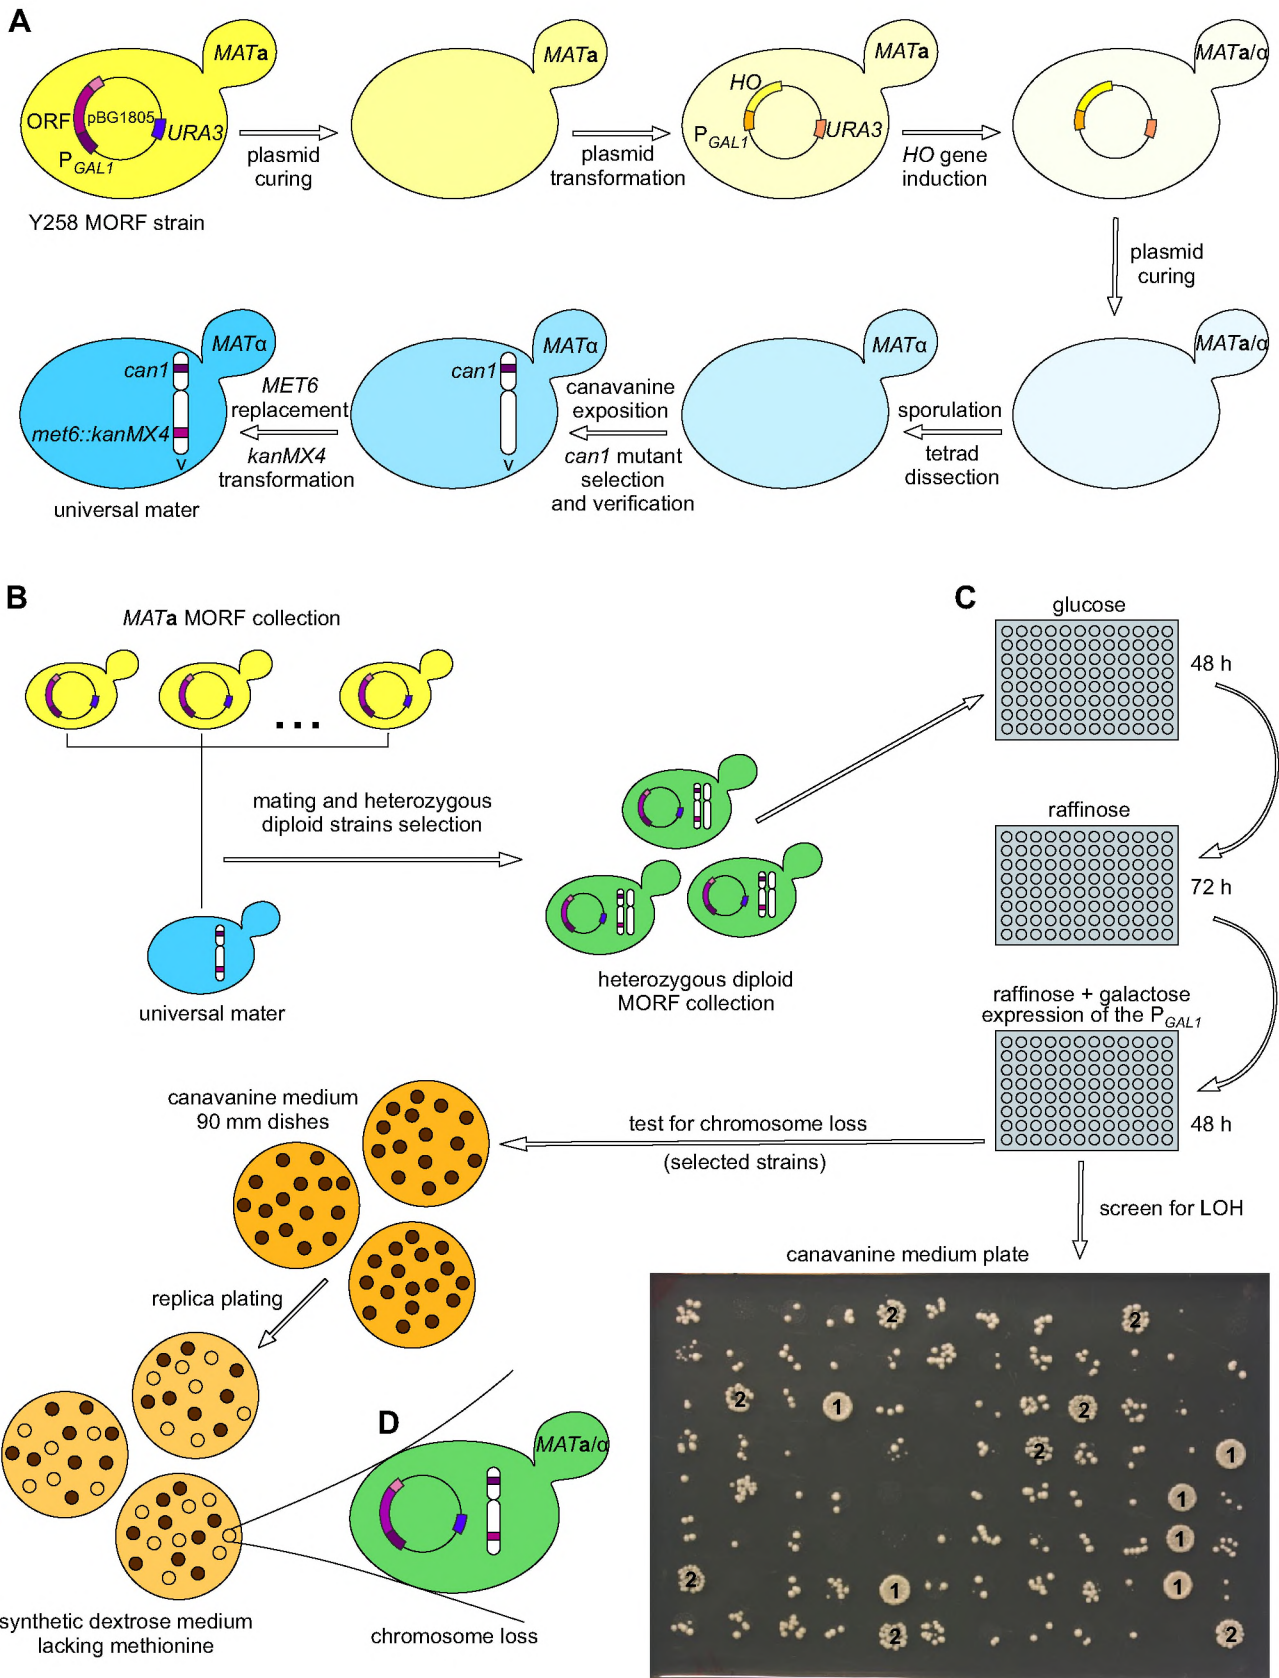 A
MATa
MATa
MATa
MATa/α
ORF
pBG1805
URA3
PGAL1
HO
PGAL1
URA3
plasmid
curing
plasmid
transformation
HO gene
induction
Y258 MORF strain
plasmid
curing
MATα
MATα
MATα
MATa/α
can1
met6::kanMX4
V
MET6
replacement
kanMX4
transformation
can1
V
canavanine
exposition
can1 mutant
selection
and verification
sporulation
tetrad
dissection
universal mater
B
MATa MORF collection
...
mating and heterozygous
diploid strains selection
universal mater
heterozygous diploid
MORF collection
C
glucose
48 h
raffinose
72 h
raffinose + galactose
expression of the PGAL1
48 h
test for chromosome loss
(selected strains)
screen for LOH
canavanine medium plate
2
2
2
1
2
2
1
1
1
2
1
1
2
2
canavanine medium
90 mm dishes
replica plating
synthetic dextrose medium
lacking methionine
D
MATa/α
chromosome loss